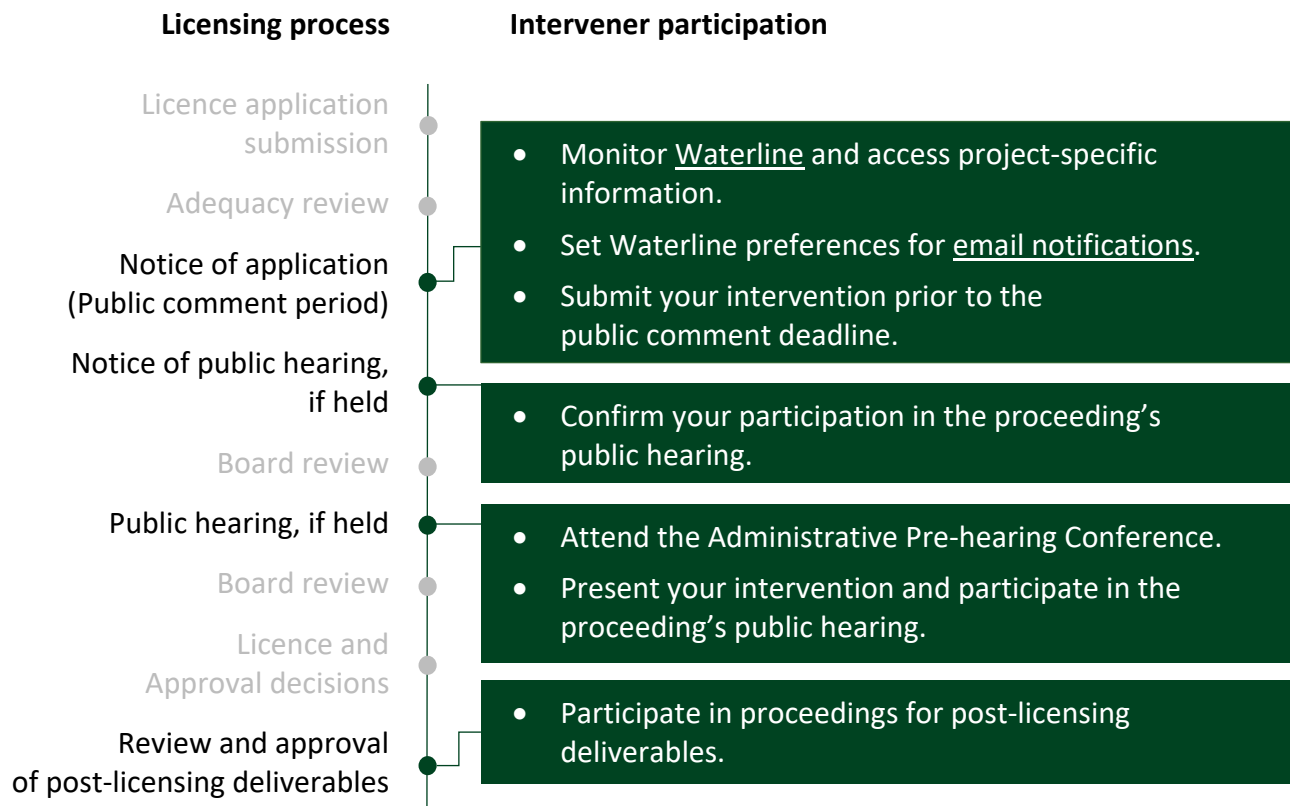 Licensing process
Intervener participation
Licence application
submission
Adequacy review
Notice of application
(Public comment period)
• Monitor Waterline and access project-specific
information.
• Set Waterline preferences for email notifications.
• Submit your intervention prior to the
public comment deadline.
Notice of public hearing,
if held
• Confirm your participation in the proceeding’s
public hearing.
Board review
Public hearing, if held
• Attend the Administrative Pre-hearing Conference.
• Present your intervention and participate in the
proceeding’s public hearing.
Board review
Licence and
Approval decisions
Review and approval
of post-licensing deliverables
• Participate in proceedings for post-licensing
deliverables.